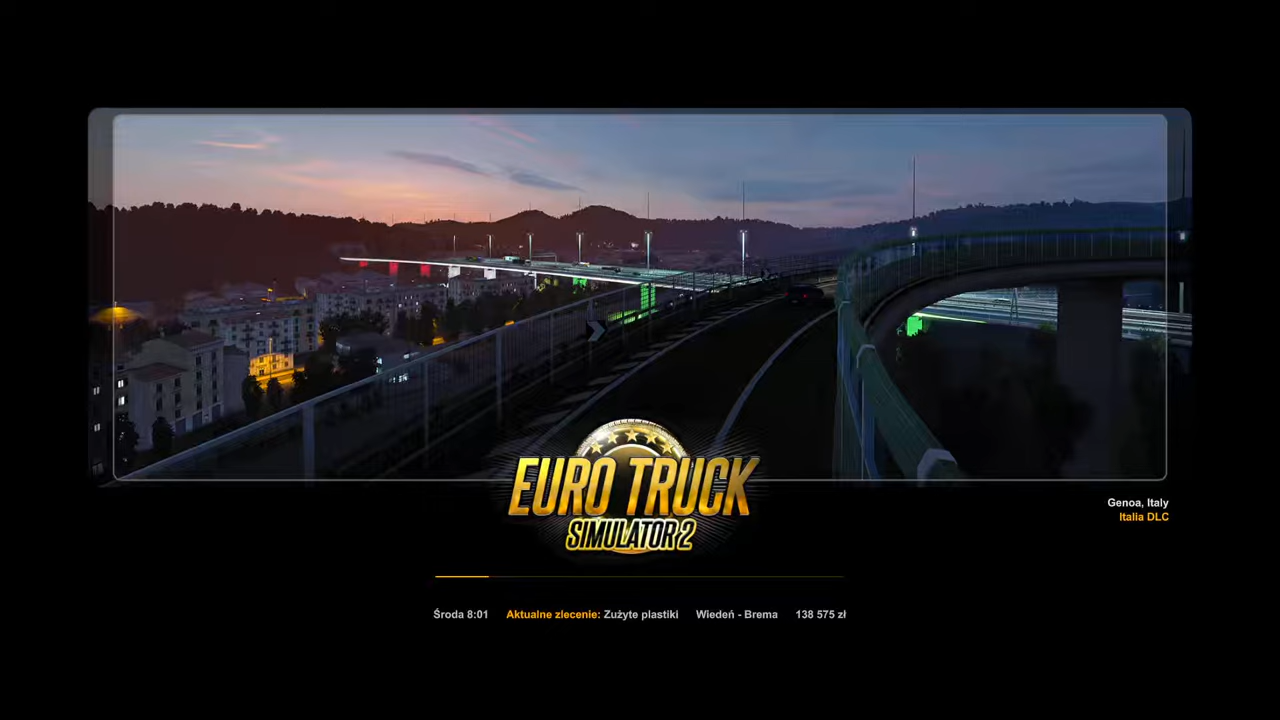 EURO TRUCK
SIMULATOR 2
Genoa, Italy
Italia DLC
Środa 8:01 Aktualne zlecenie: Zużyte plastiki Wiedeń - Brema 138 575 zł